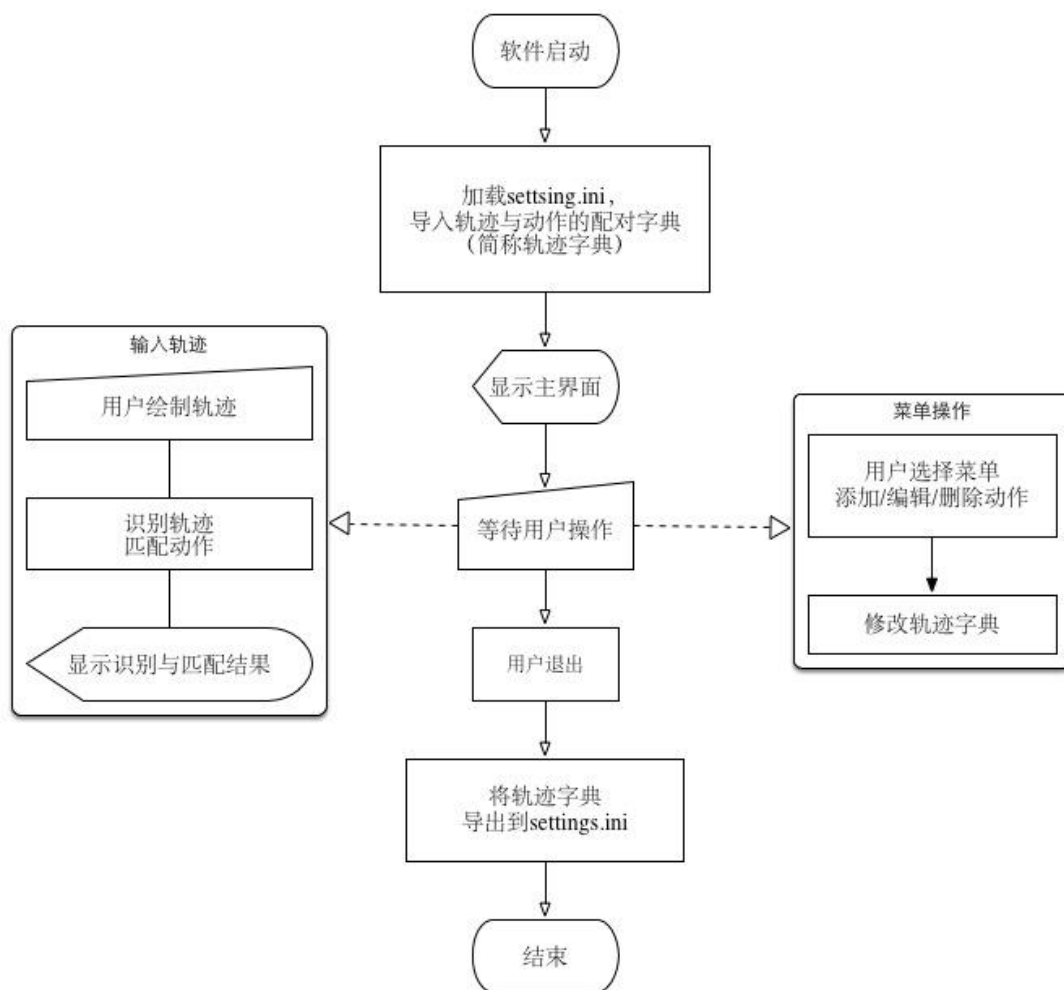 软件启动
加载settsing.ini，
导入轨迹与动作的配对字典
（简称轨迹字典）
显示主界面
等待用户操作
输入轨迹
用户绘制轨迹
识别轨迹
匹配动作
显示识别与匹配结果
菜单操作
用户选择菜单
添加/编辑/删除动作
修改轨迹字典
用户退出
将轨迹字典
导出到settings.ini
结束